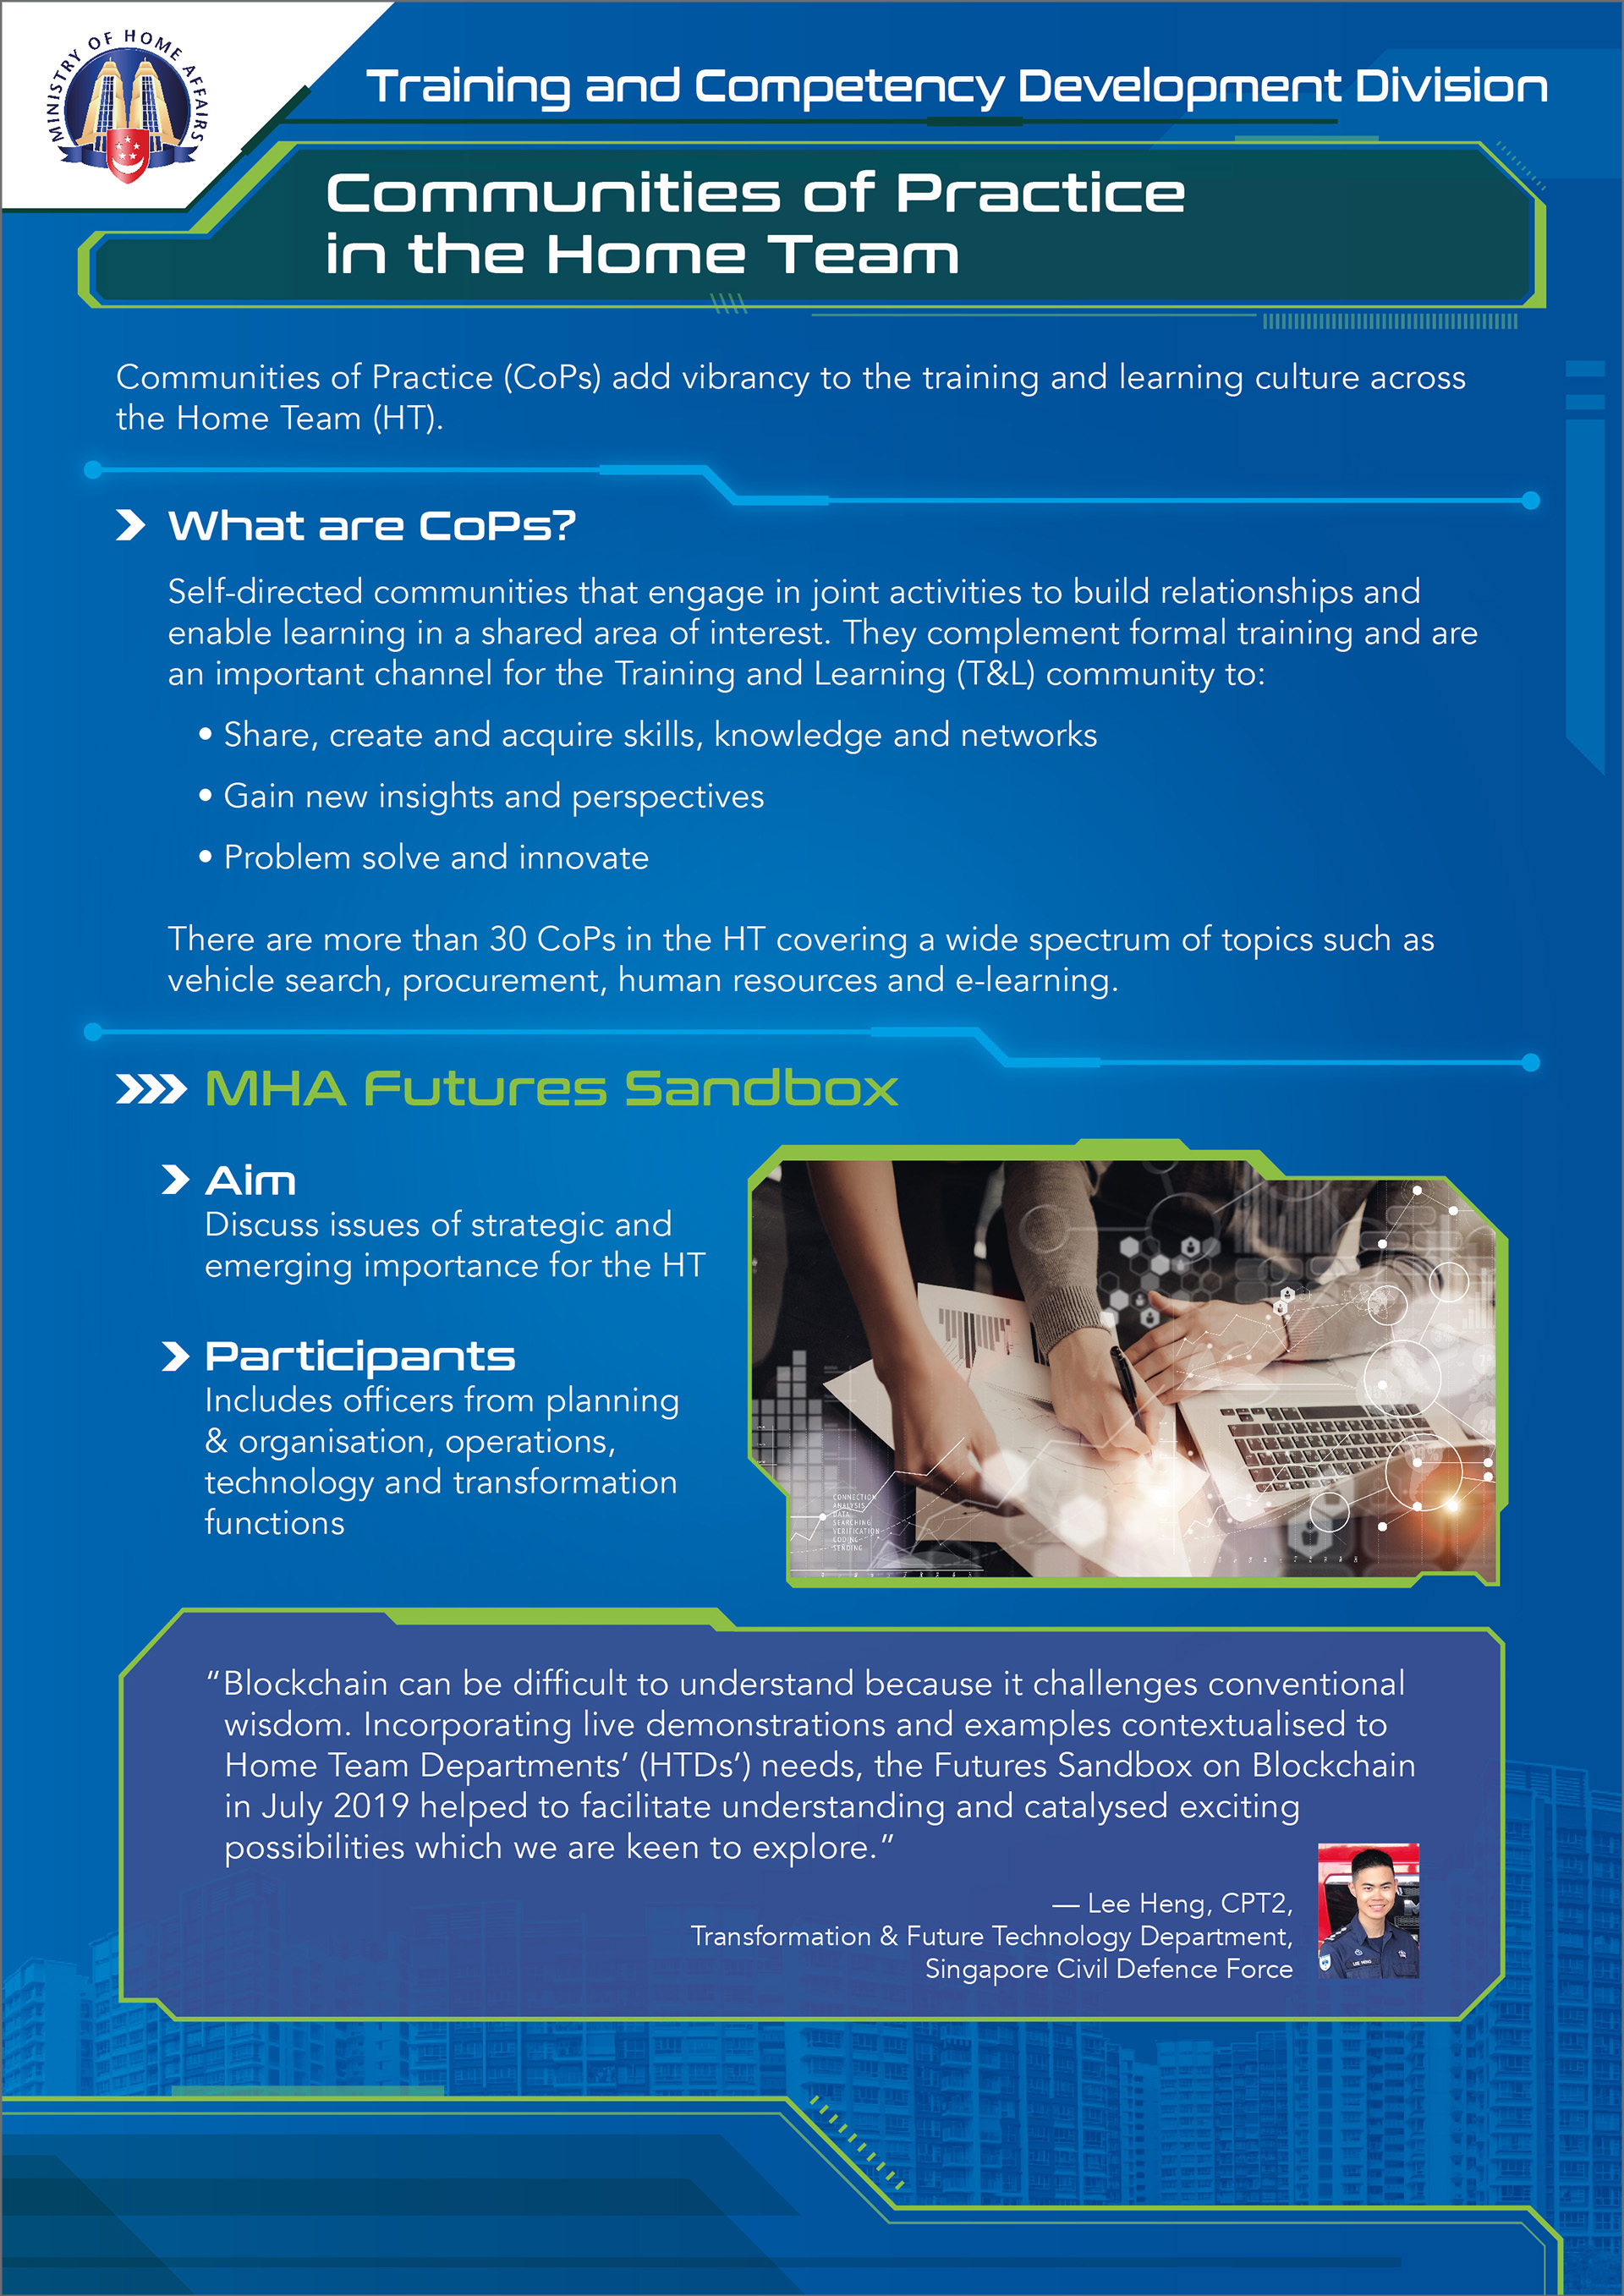 MINISTRY OF HOME AFFAIRS
Training and Competency Development Division
Communities of Practice
in the Home Team
Communities of Practice (CoPs) add vibrancy to the training and learning culture across
the Home Team (HT).
What are CoPs?
Self-directed communities that engage in joint activities to build relationships and
enable learning in a shared area of interest. They complement formal training and are
an important channel for the Training and Learning (T&L) community to:
• Share, create and acquire skills, knowledge and networks
• Gain new insights and perspectives
• Problem solve and innovate
There are more than 30 CoPs in the HT covering a wide spectrum of topics such as
vehicle search, procurement, human resources and e-learning.
MHA Futures Sandbox
Aim
Discuss issues of strategic and
emerging importance for the HT
Participants
Includes officers from planning
& organisation, operations,
technology and transformation
functions
CONNECTION
ANALYSIS
DATA
SEARCHING
VERIFICATION
CODING
SENDING
“Blockchain can be difficult to understand because it challenges conventional
wisdom. Incorporating live demonstrations and examples contextualised to
Home Team Departments’ (HTDs’) needs, the Futures Sandbox on Blockchain
in July 2019 helped to facilitate understanding and catalysed exciting
possibilities which we are keen to explore.“
— Lee Heng, CPT2,
Transformation & Future Technology Department,
Singapore Civil Defence Force
LEE HENG